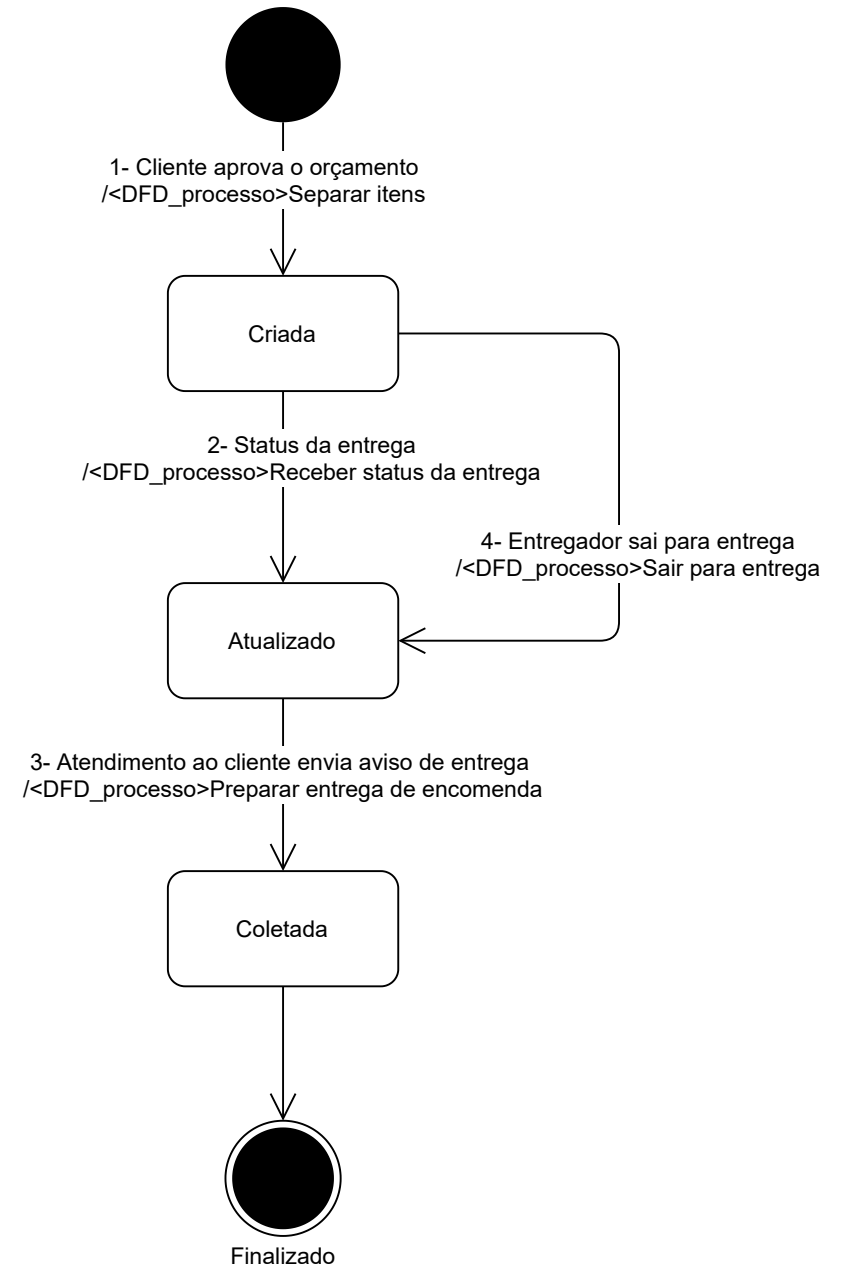 1- Cliente aprova o orçamento
/<DFD_processo>Separar itens
Criada
2- Status da entrega
/<DFD_processo>Receber status da entrega
4- Entregador sai para entrega
/<DFD_processo>Sair para entrega
Atualizado
3- Atendimento ao cliente envia aviso de entrega
/<DFD_processo>Preparar entrega de encomenda
Coletada
Finalizado